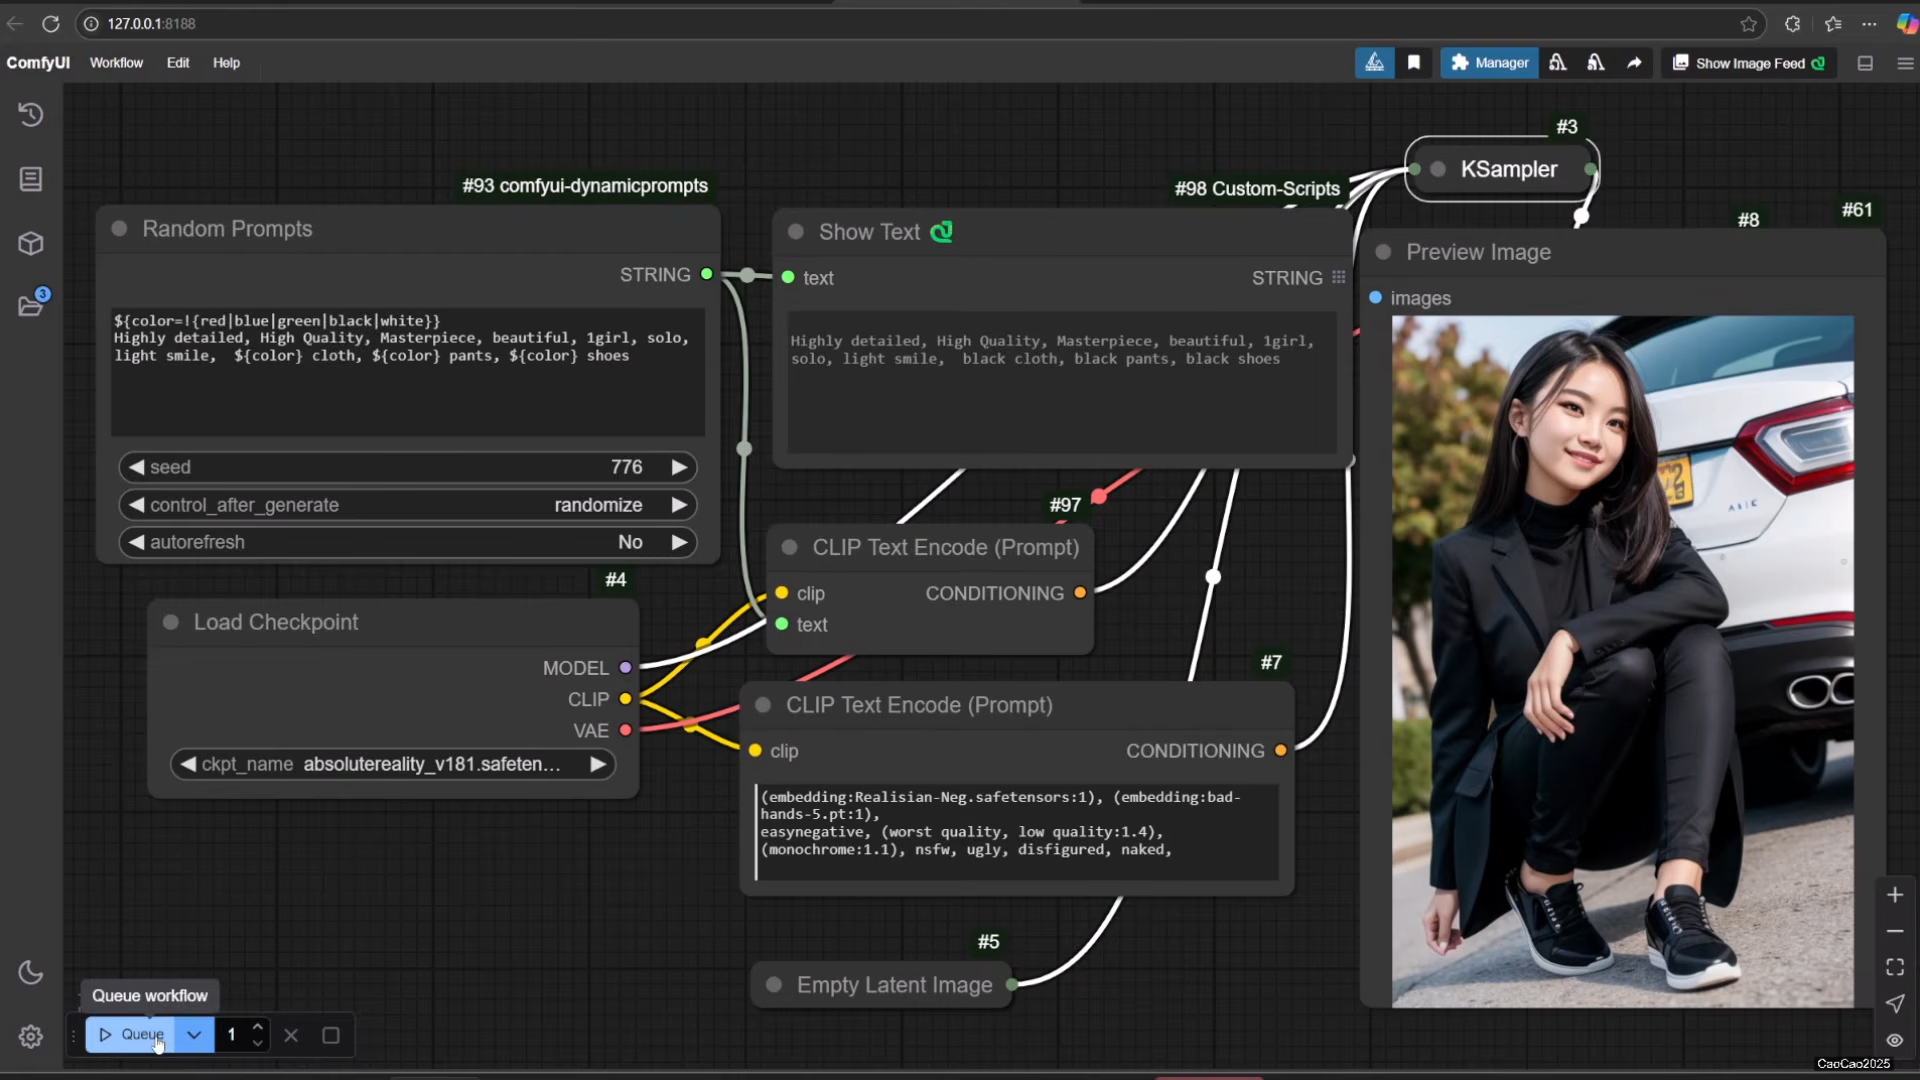 127.0.0.1:8188
ComfyUI
Workflow
Edit
Help
Manager
Show Image Feed
#3
KSampler
#93 comfyui-dynamicprompts
Random Prompts
STRING
${color=!{red|blue|green|black|white}}
Highly detailed, High Quality, Masterpiece, beautiful, 1girl, solo,
light smile,  ${color} cloth, ${color} pants, ${color} shoes
seed
776
control_after_generate
randomize
autorefresh
No
#98 Custom-Scripts
Show Text
text
STRING
Highly detailed, High Quality, Masterpiece, beautiful, 1girl,
solo, light smile,  black cloth, black pants, black shoes
#8
#61
Preview Image
images
#97
CLIP Text Encode (Prompt)
clip
CONDITIONING
text
#4
Load Checkpoint
MODEL
CLIP
VAE
ckpt_name
absolutereality_v181.safeten...
#7
CLIP Text Encode (Prompt)
clip
CONDITIONING
(embedding:Realisian-Neg.safetensors:1), (embedding:bad-
hands-5.pt:1),
easynegative, (worst quality, low quality:1.4),
(monochrome:1.1), nsfw, ugly, disfigured, naked,
#5
Empty Latent Image
3
Queue workflow
Queue
1
CaoCao2025